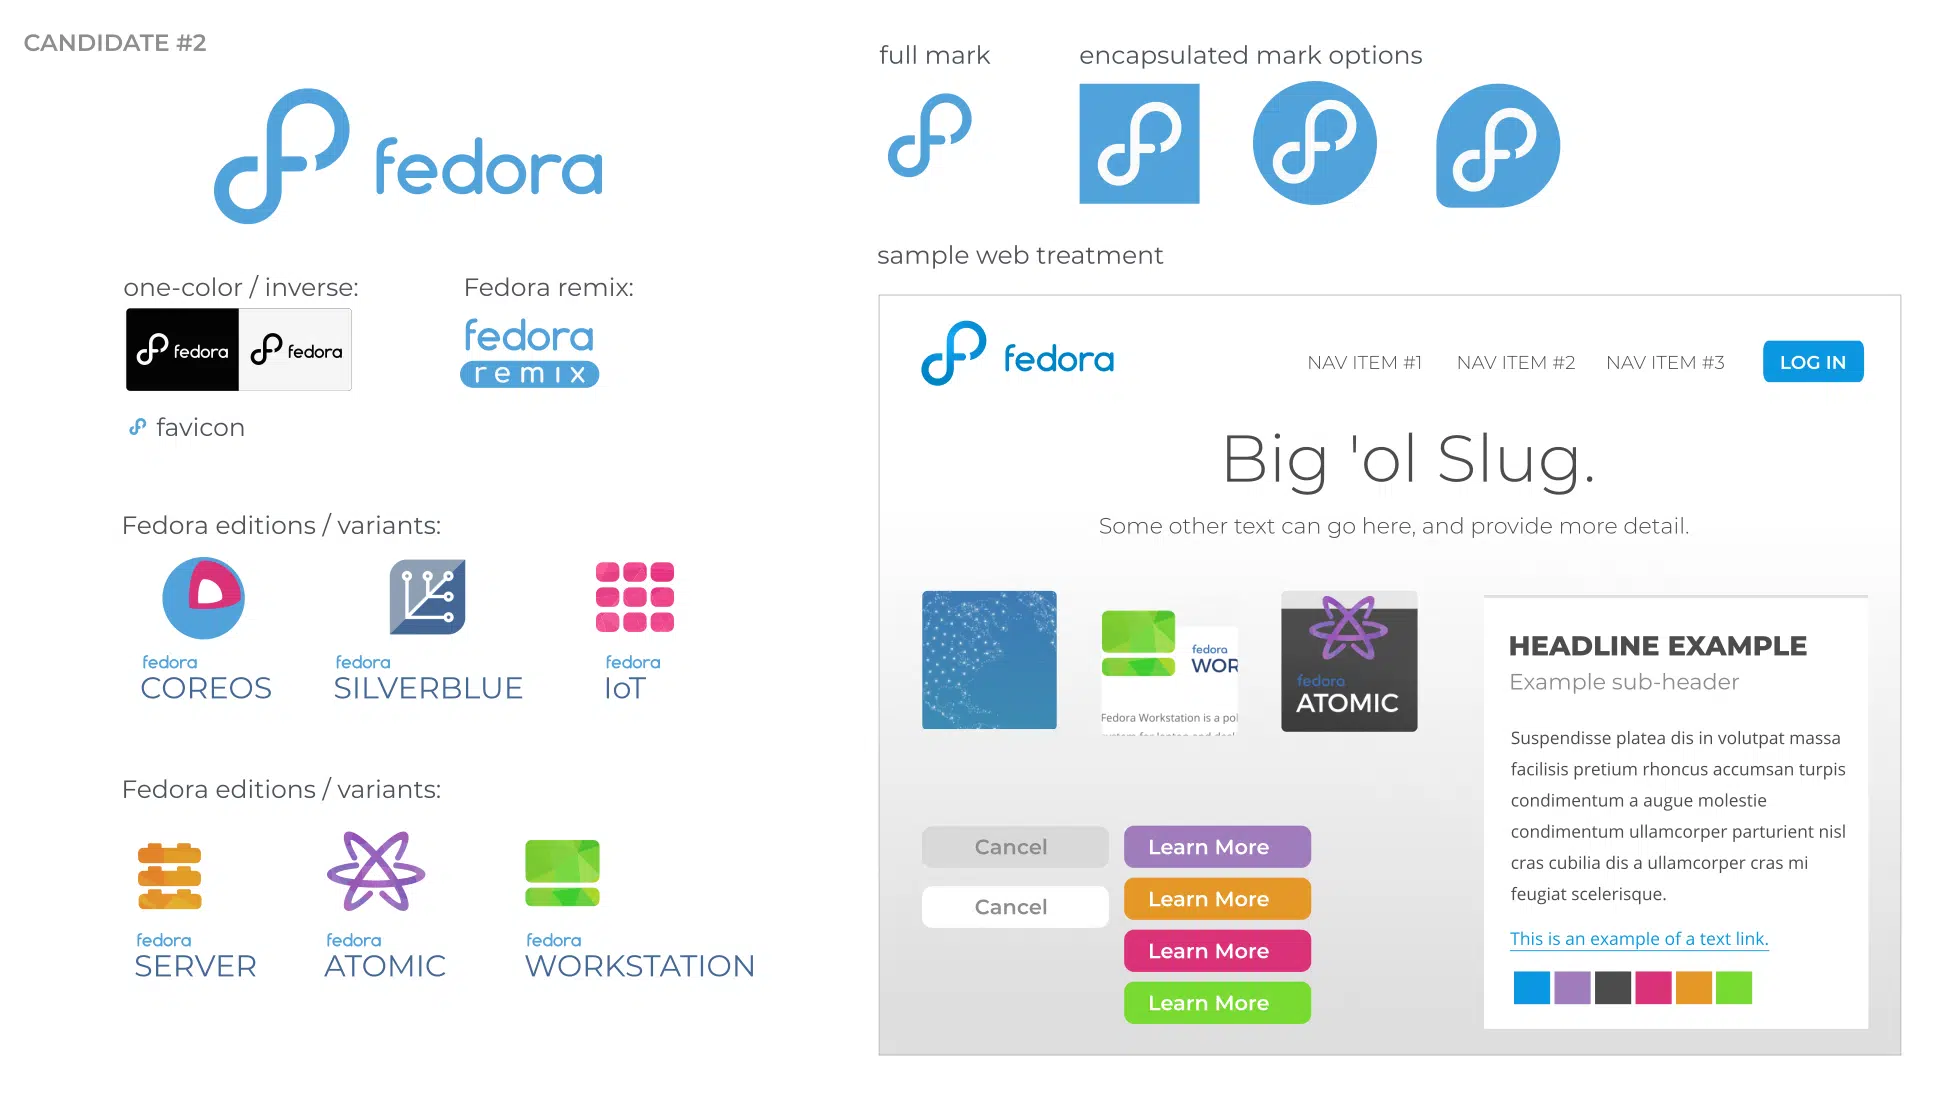 CANDIDATE #2
fedora
one-color / inverse:
fedora
fedora
Fedora remix:
fedora
remix
favicon
Fedora editions / variants:
fedora
COREOS
fedora
SILVERBLUE
fedora
IoT
Fedora editions / variants:
fedora
SERVER
fedora
ATOMIC
fedora
WORKSTATION
full mark
encapsulated mark options
sample web treatment
fedora
NAV ITEM #1
NAV ITEM #2
NAV ITEM #3
LOG IN
Big 'ol Slug.
Some other text can go here, and provide more detail.
fedora
WOR
Fedora Workstation is a pol
fedora
ATOMIC
Cancel
Cancel
Learn More
Learn More
Learn More
Learn More
HEADLINE EXAMPLE
Example sub-header
Suspendisse platea dis in volutpat massa
facilisis pretium rhoncus accumsan turpis
condimentum a augue molestie
condimentum ullamcorper parturient nisl
cras cubilia dis a ullamcorper cras mi
feugiat scelerisque.
This is an example of a text link.